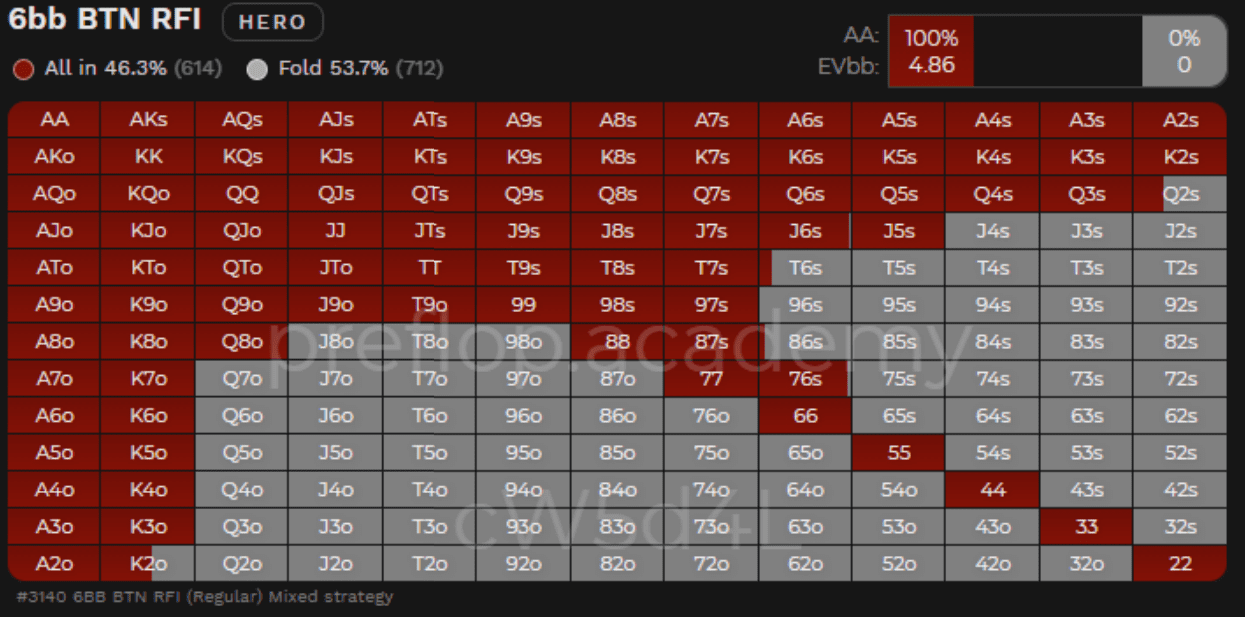 6bb BTN RFI HERO
AA: 100% 0%
EVbb: 4.86 0
All in 46.3% (614) Fold 53.7% (712)
AA AKs AQs AJs ATs A9s A8s A7s A6s A5s A4s A3s A2s
AKo KK KQs KJs KTs K9s K8s K7s K6s K5s K4s K3s K2s
AQo KQo QQ QJs QTs Q9s Q8s Q7s Q6s Q5s Q4s Q3s Q2s
AJo KJo QJo JJ JTs J9s J8s J7s J6s J5s J4s J3s J2s
ATo KTo QTo JTo TT T9s T8s T7s T6s T5s T4s T3s T2s
A9o K9o Q9o J9o T9o 99 98s 97s 96s 95s 94s 93s 92s
A8o K8o Q8o J8o T8o 98o 88 87s 86s 85s 84s 83s 82s
preflop.academy
A7o K7o Q7o J7o T7o 97o 87o 77 76s 75s 74s 73s 72s
A6o K6o Q6o J6o T6o 96o 86o 76o 66 65s 64s 63s 62s
A5o K5o Q5o J5o T5o 95o 85o 75o 65o 55 54s 53s 52s
A4o K4o Q4o J4o T4o 94o 84o 74o 64o 54o 44 43s 42s
A3o K3o Q3o J3o T3o 93o 83o 73o 63o 53o 43o 33 32s
cW5d4L
A2o K2o Q2o J2o T2o 92o 82o 72o 62o 52o 42o 32o 22
#3140 6BB BTN RFI (Regular) Mixed strategy